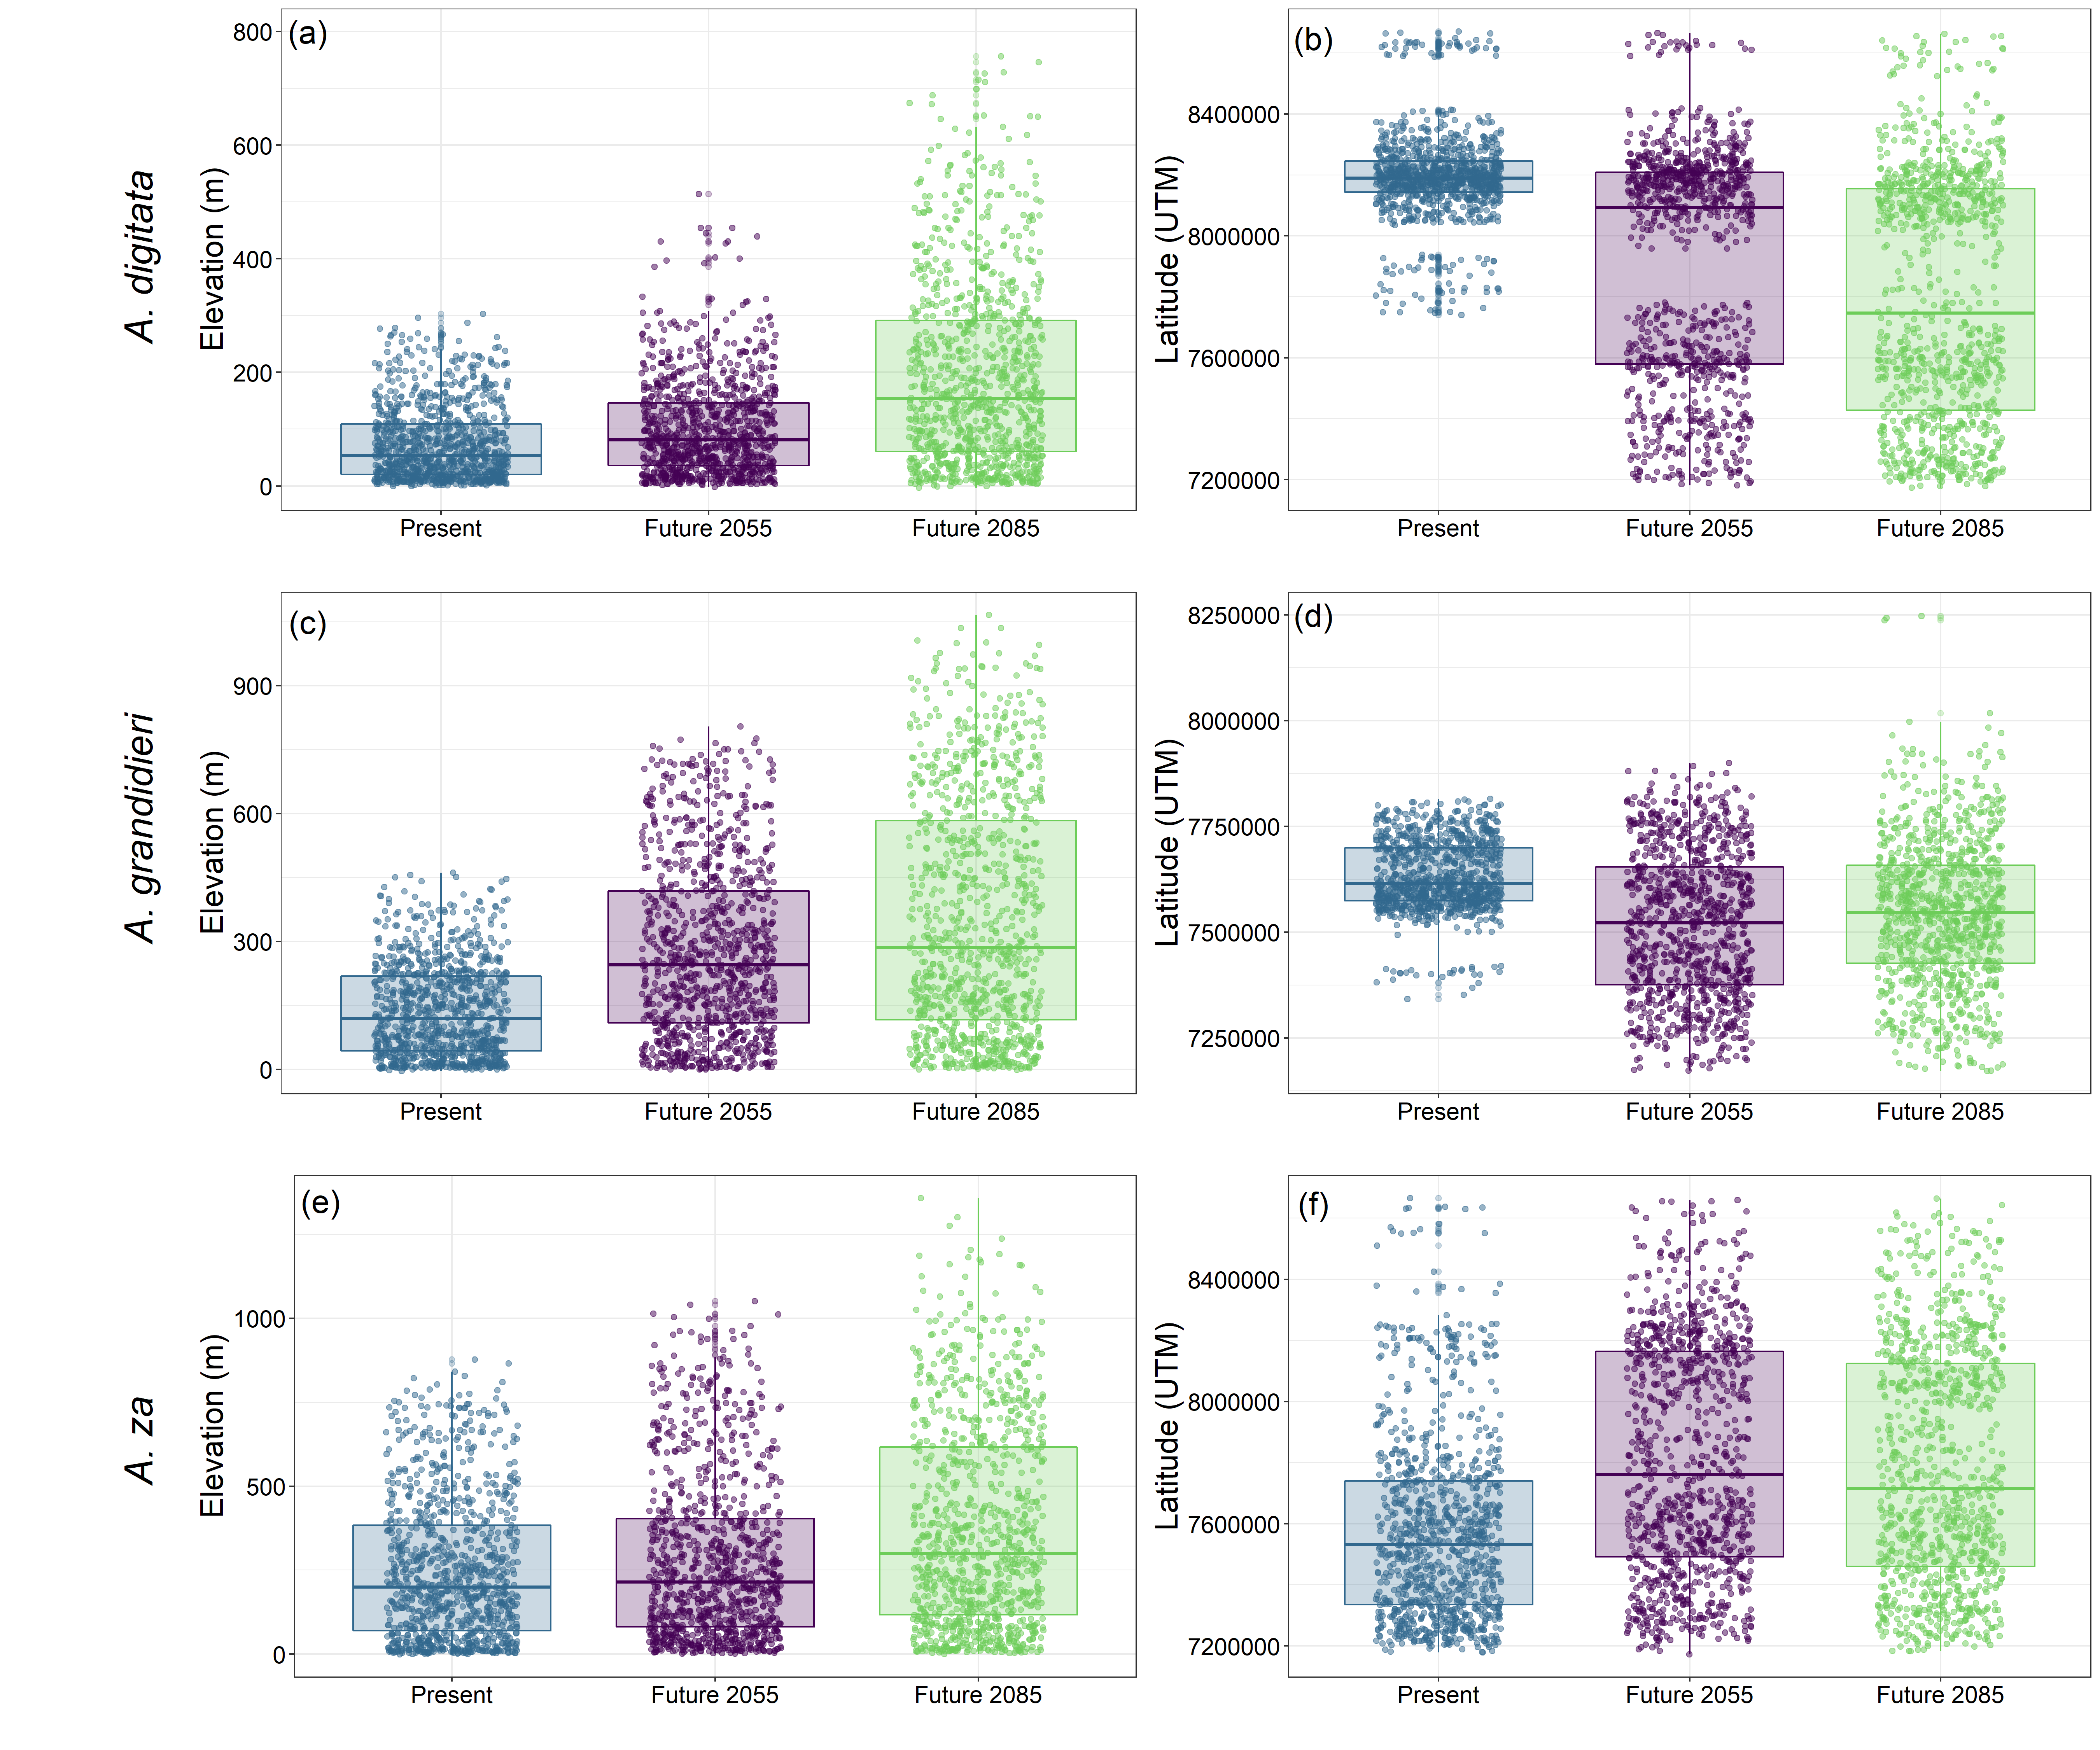 A. digitata
Elevation (m)
(a)
800
600
400
200
0
Present Future 2055 Future 2085
Latitude (UTM)
(b)
8400000
8000000
7600000
7200000
Present Future 2055 Future 2085
A. grandidieri
Elevation (m)
(c)
900
600
300
0
Present Future 2055 Future 2085
Latitude (UTM)
(d)
8250000
8000000
7750000
7500000
7250000
Present Future 2055 Future 2085
A. za
Elevation (m)
(e)
1000
500
0
Present Future 2055 Future 2085
Latitude (UTM)
(f)
8400000
8000000
7600000
7200000
Present Future 2055 Future 2085